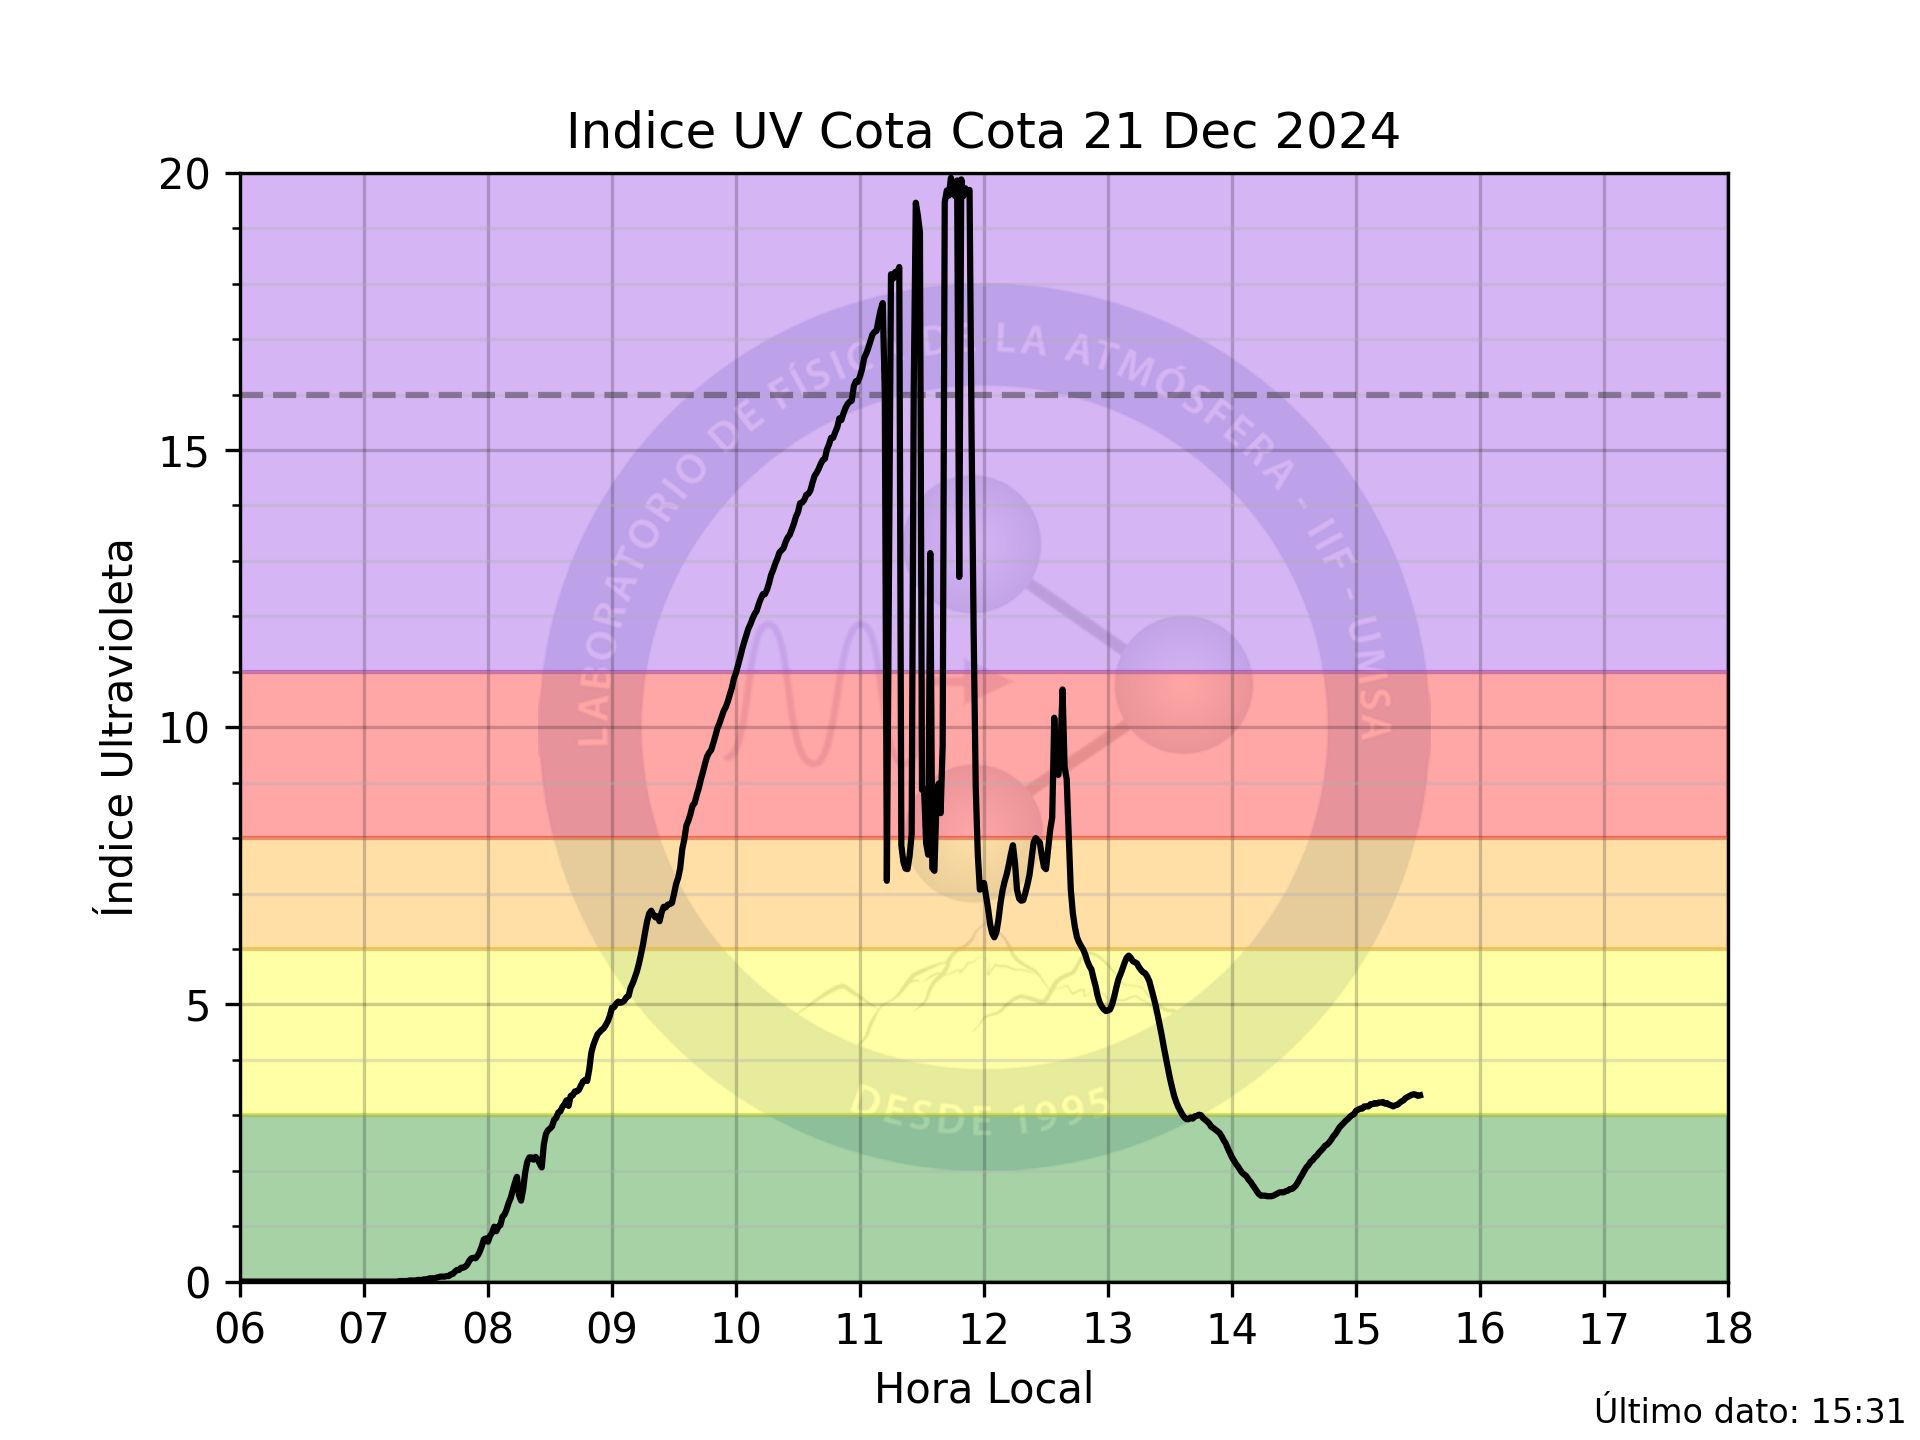 Indice UV Cota Cota 21 Dec 2024
20
15
10
5
0
Índice Ultravioleta
LABORATORIO DE FÍSICA DE LA ATMÓSFERA - IIF - UMSA
DESDE 1995
06 07 08 09 10 11 12 13 14 15 16 17 18
Hora Local
Último dato: 15:31